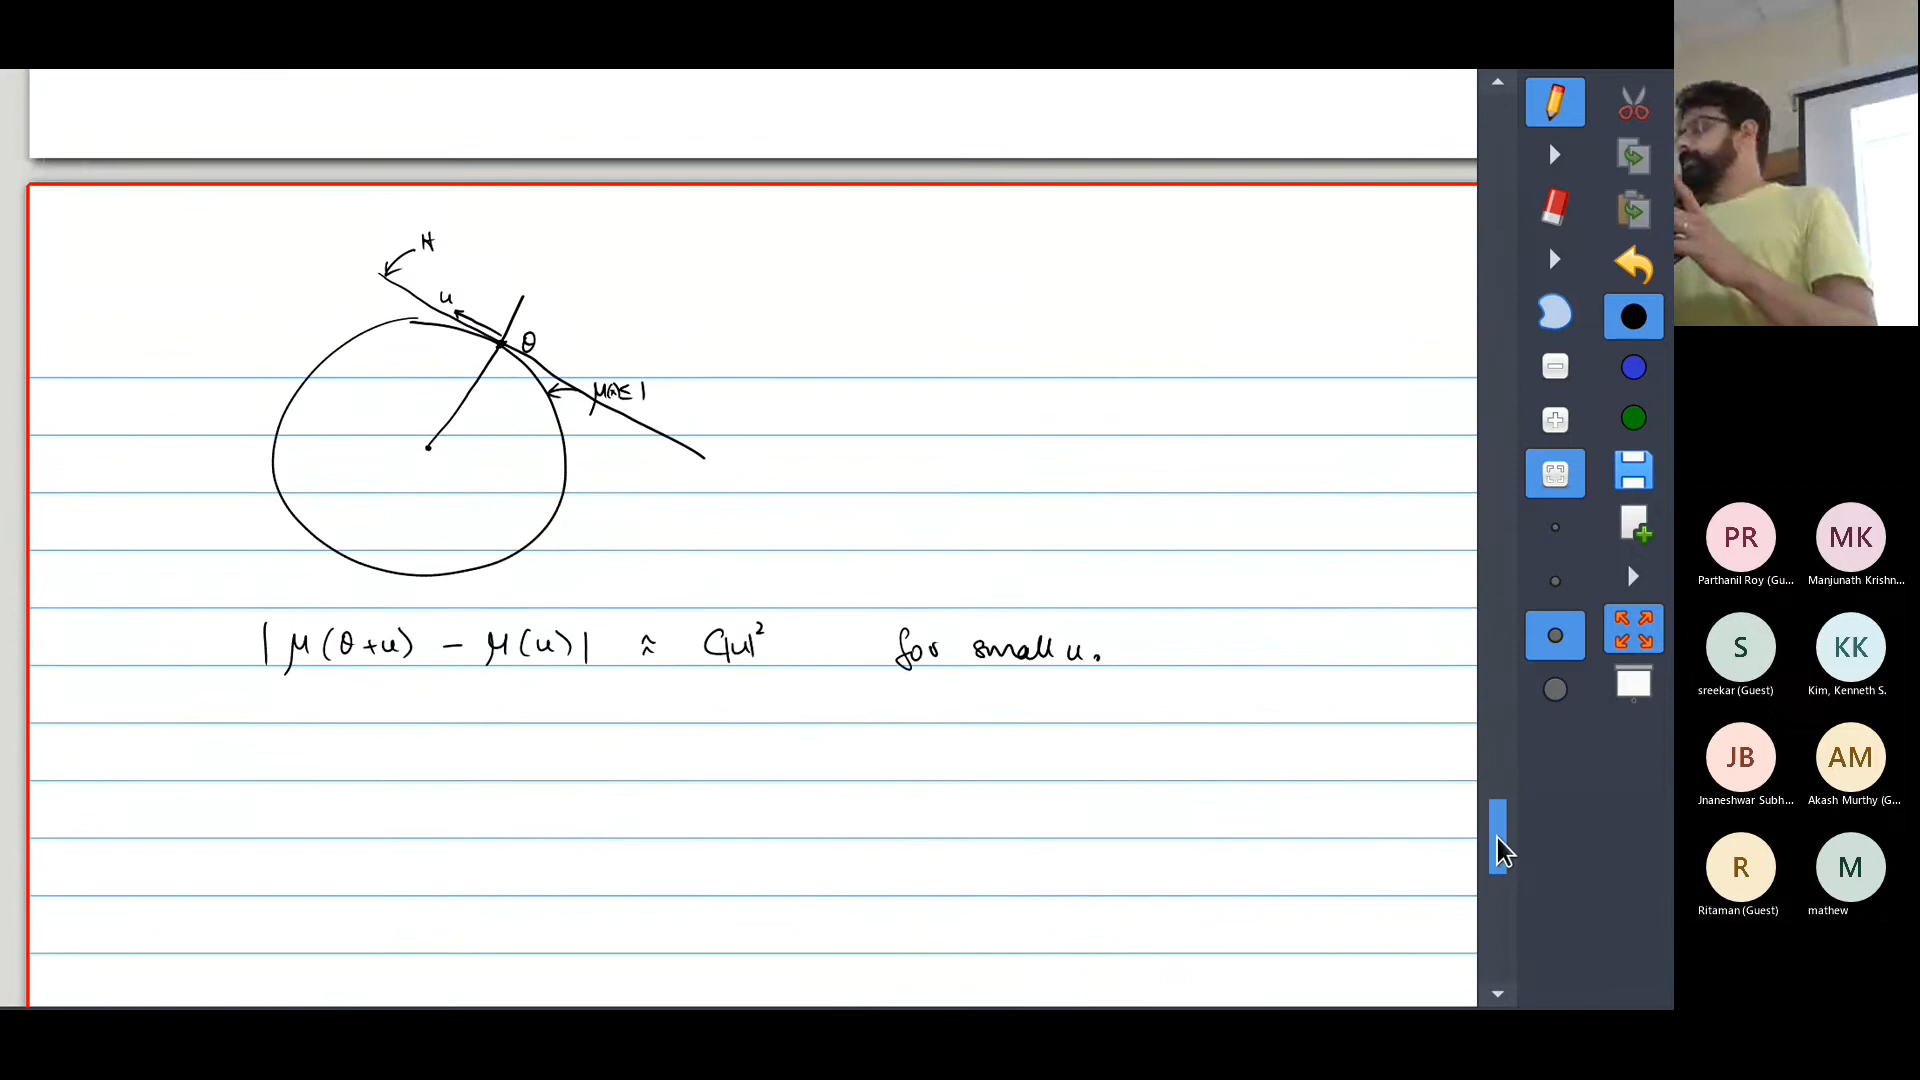 H
u
θ
μ(x) ≤ 1
| μ(θ+u) - μ(u) | ≈ C|u|² for small u.
PR
MK
Parthanil Roy (Gu... Manjunath Krishn...
S
KK
sreekar (Guest) Kim, Kenneth S.
JB
AM
Jnaneshwar Subh... Akash Murthy (G...
R
M
Ritaman (Guest) mathew